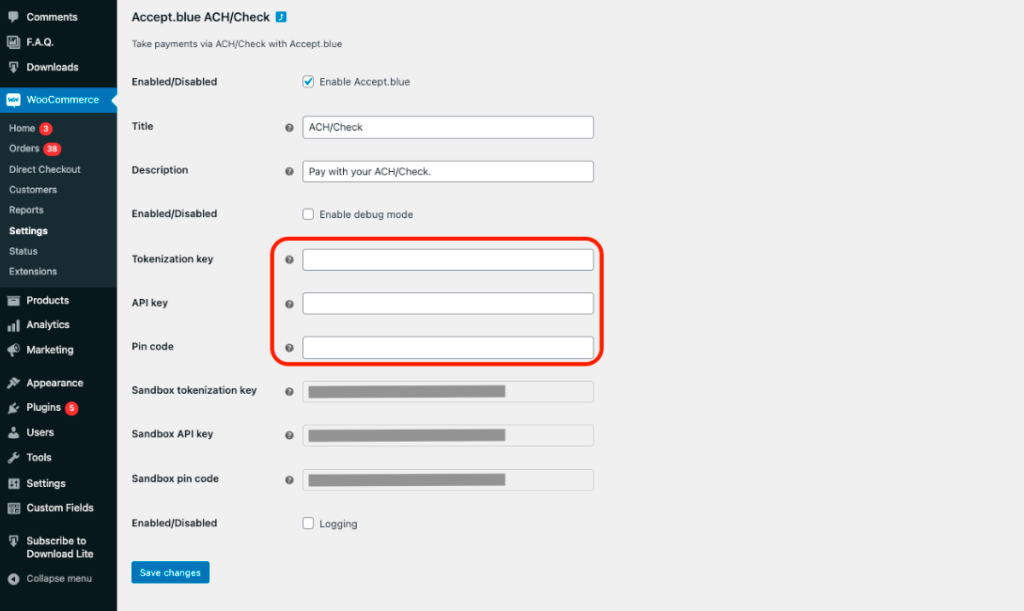 Comments
F.A.Q.
Downloads
WooCommerce
Home 3
Orders 38
Direct Checkout
Customers
Reports
Settings
Status
Extensions
Products
Analytics
Marketing
Appearance
Plugins 5
Users
Tools
Settings
Custom Fields
Subscribe to
Download Lite
Collapse menu
Accept.blue ACH/Check
Take payments via ACH/Check with Accept.blue
Enabled/Disabled Enable Accept.blue
Title ACH/Check
Description Pay with your ACH/Check.
Enabled/Disabled Enable debug mode
Tokenization key
API key
Pin code
Sandbox tokenization key
Sandbox API key
Sandbox pin code
Enabled/Disabled Logging
Save changes